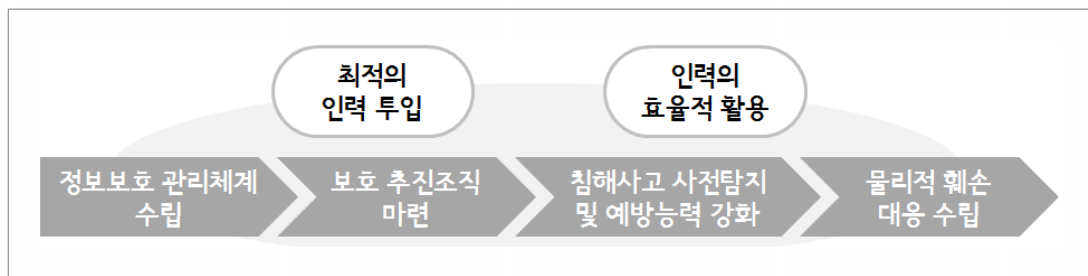 최적의
인력 투입
인력의
효율적 활용
정보보호 관리체계
수립
보호 추진조직
마련
침해사고 사전탐지
및 예방능력 강화
물리적 훼손
대응 수립